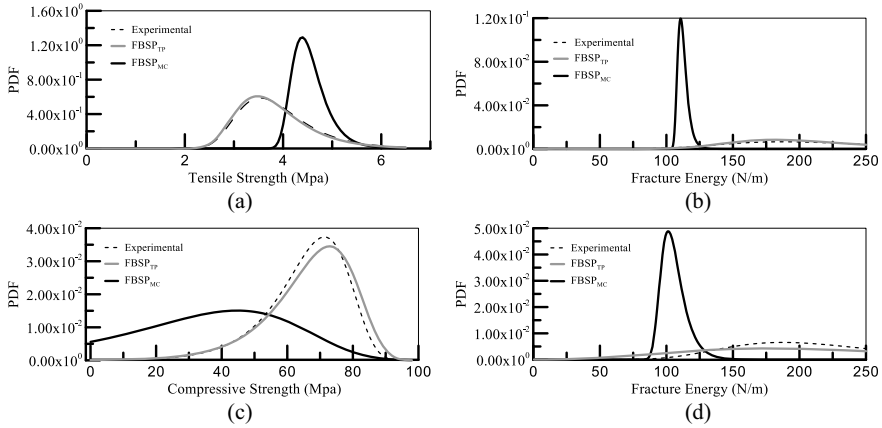 1.60x10⁰
1.20x10⁰
8.00x10⁻¹
4.00x10⁻¹
0.00x10⁰
PDF
Experimental
FBSP_TP
FBSP_MC
0 2 4 6
Tensile Strength (Mpa)
(a)
1.20x10⁻¹
8.00x10⁻²
4.00x10⁻²
0.00x10⁰
PDF
Experimental
FBSP_TP
FBSP_MC
0 50 100 150 200 250
Fracture Energy (N/m)
(b)
4.00x10⁻²
3.00x10⁻²
2.00x10⁻²
1.00x10⁻²
0.00x10⁰
PDF
Experimental
FBSP_TP
FBSP_MC
0 20 40 60 80 100
Compressive Strength (Mpa)
(c)
5.00x10⁻²
4.00x10⁻²
3.00x10⁻²
2.00x10⁻²
1.00x10⁻²
0.00x10⁰
PDF
Experimental
FBSP_TP
FBSP_MC
0 50 100 150 200 250
Fracture Energy (N/m)
(d)